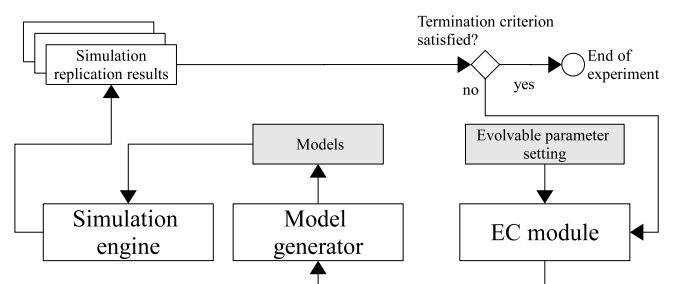 Termination criterion
satisfied?
Simulation
replication results
End of
experiment
no
yes
Models
Evolvable parameter
setting
Simulation
engine
Model
generator
EC module